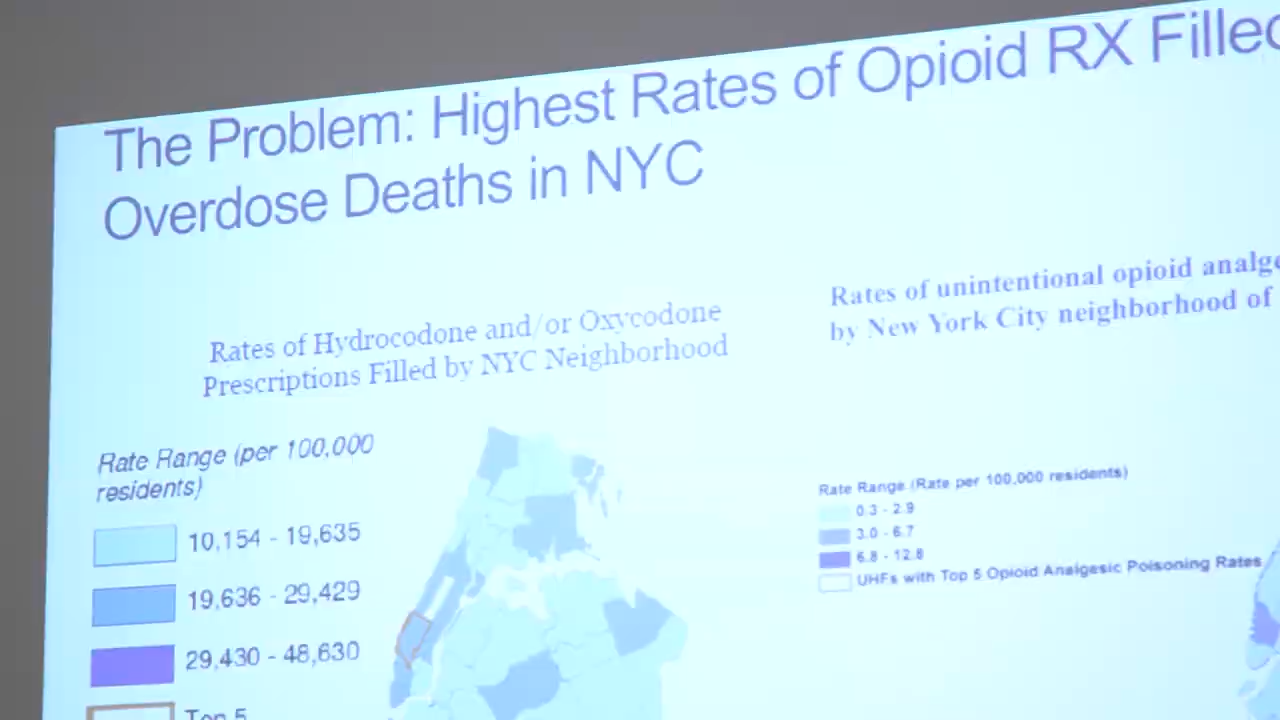 The Problem: Highest Rates of Opioid RX Filled
Overdose Deaths in NYC
Rates of Hydrocodone and/or Oxycodone
Prescriptions Filled by NYC Neighborhood
Rate Range (per 100,000
residents)
10,154 - 19,635
19,636 - 29,429
29,430 - 48,630
Top 5
Rates of unintentional opioid
by New York City neighborhood of
Rate Range (Rate per 100,000 residents)
0.3 - 2.9
3.0 - 6.7
6.8 - 12.8
UHFs with Top 5 Opioid Analgesic Poisoning Rates